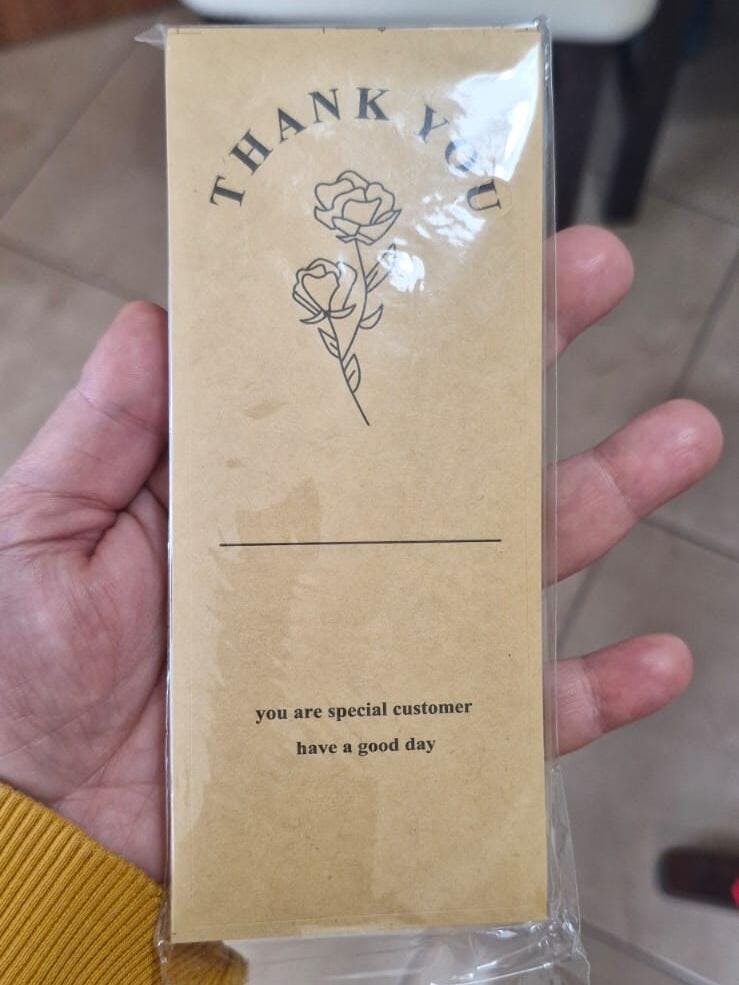 THANK YOU
you are special customer
have a good day